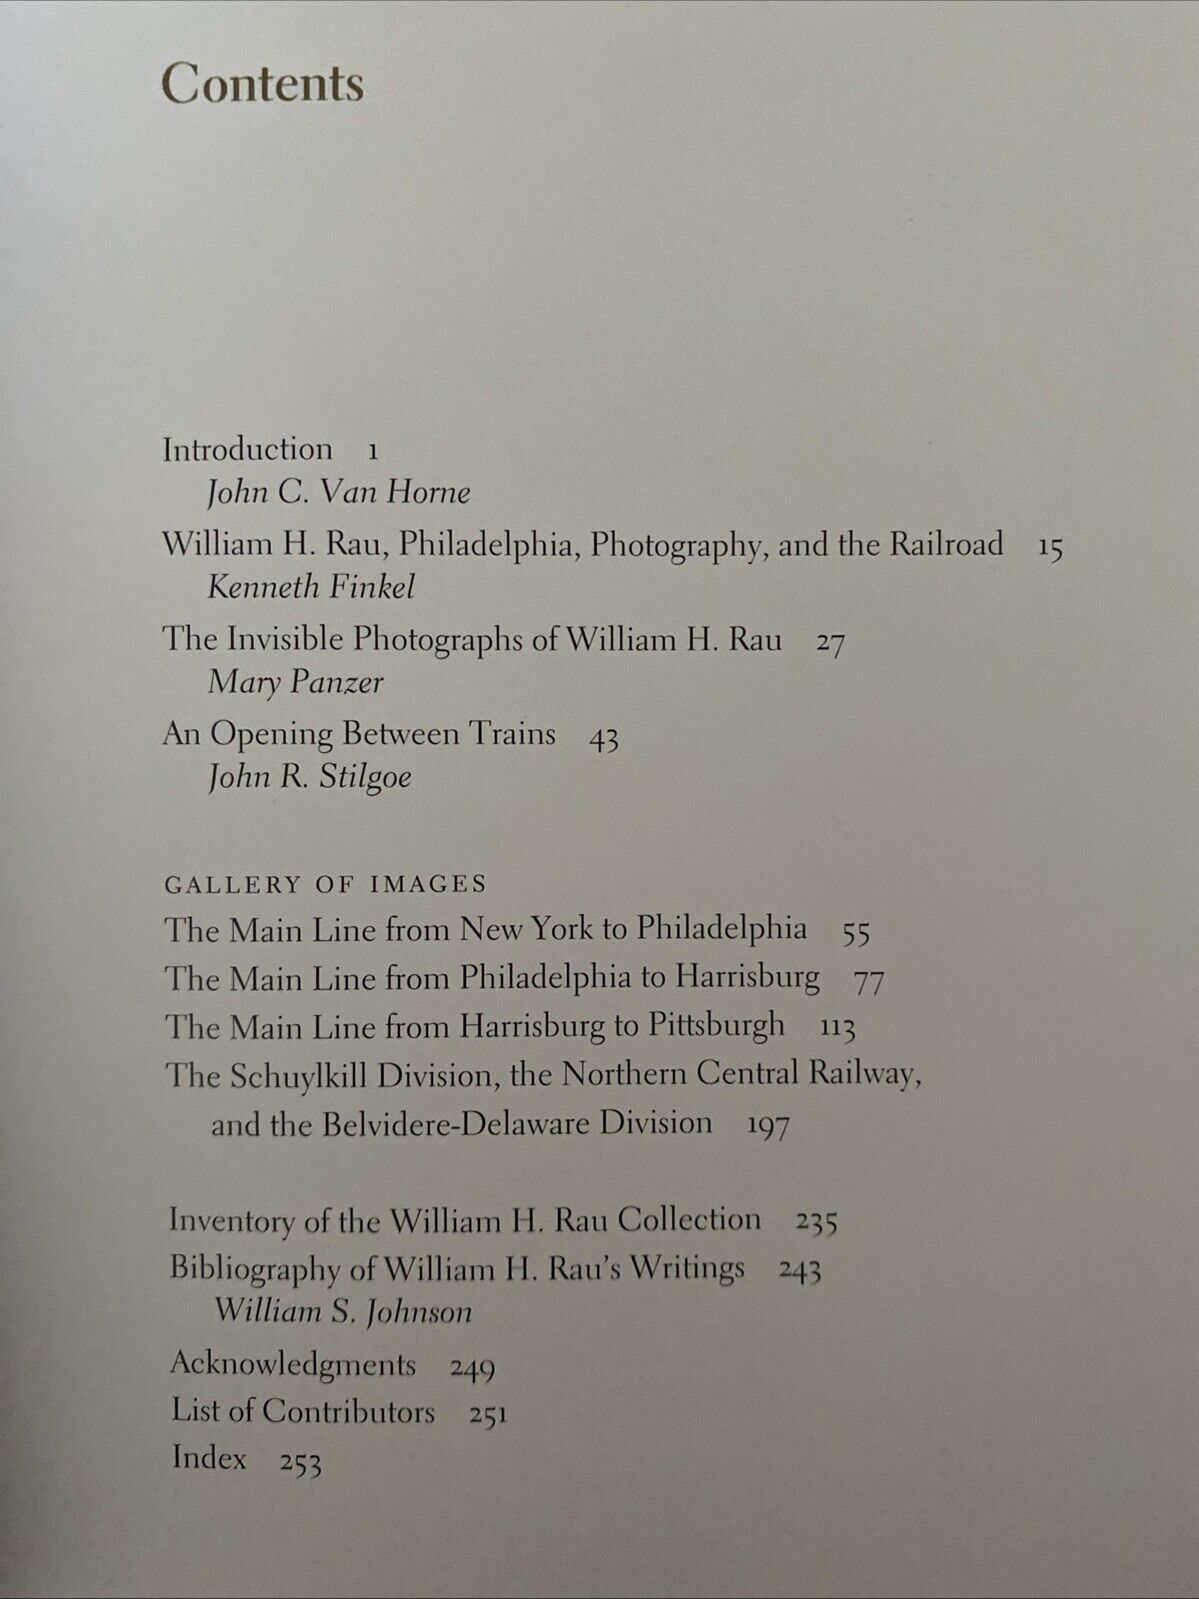 Contents
Introduction 1
John C. Van Horne
William H. Rau, Philadelphia, Photography, and the Railroad 15
Kenneth Finkel
The Invisible Photographs of William H. Rau 27
Mary Panzer
An Opening Between Trains 43
John R. Stilgoe
GALLERY OF IMAGES
The Main Line from New York to Philadelphia 55
The Main Line from Philadelphia to Harrisburg 77
The Main Line from Harrisburg to Pittsburgh 113
The Schuylkill Division, the Northern Central Railway,
and the Belvidere-Delaware Division 197
Inventory of the William H. Rau Collection 235
Bibliography of William H. Rau's Writings 243
William S. Johnson
Acknowledgments 249
List of Contributors 251
Index 253